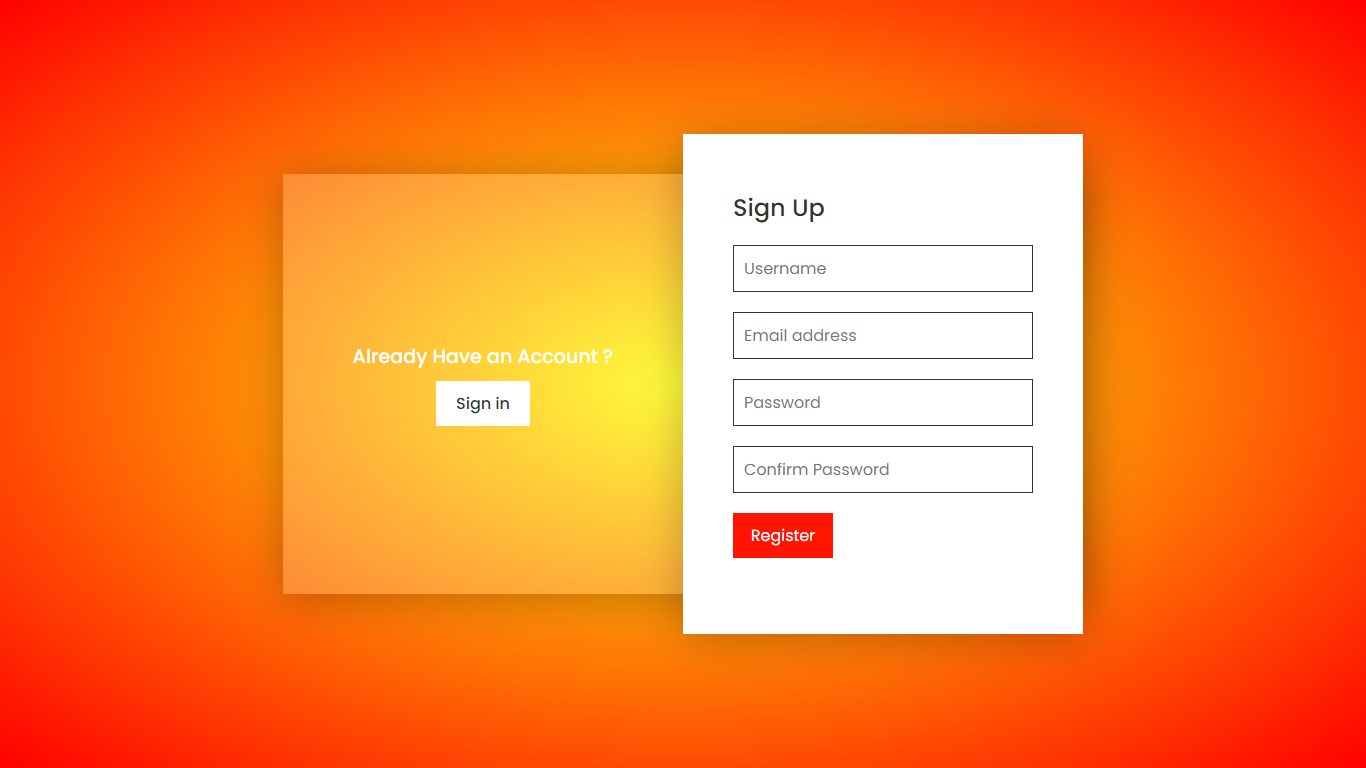 Already Have an Account ?
Sign in
Sign Up
Username
Email address
Password
Confirm Password
Register